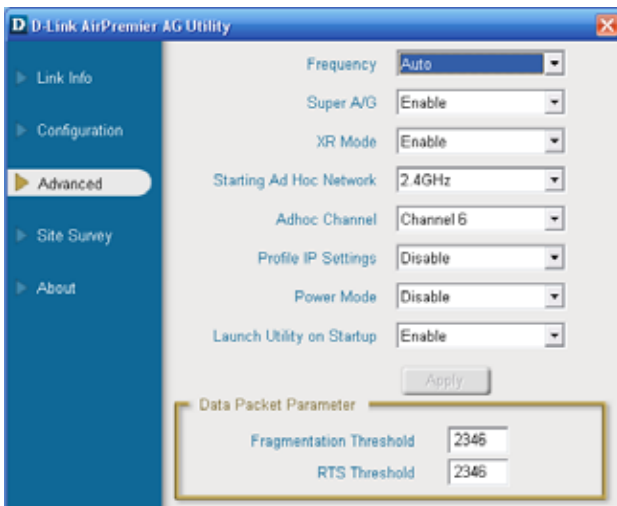 D D-Link AirPremier AG Utility
Link Info
Configuration
Advanced
Site Survey
About
Frequency Auto
Super A/G Enable
XR Mode Enable
Starting Ad Hoc Network 2.4GHz
Adhoc Channel Channel 6
Profile IP Settings Disable
Power Mode Disable
Launch Utility on Startup Enable
Apply
Data Packet Parameter
Fragmentation Threshold 2346
RTS Threshold 2346